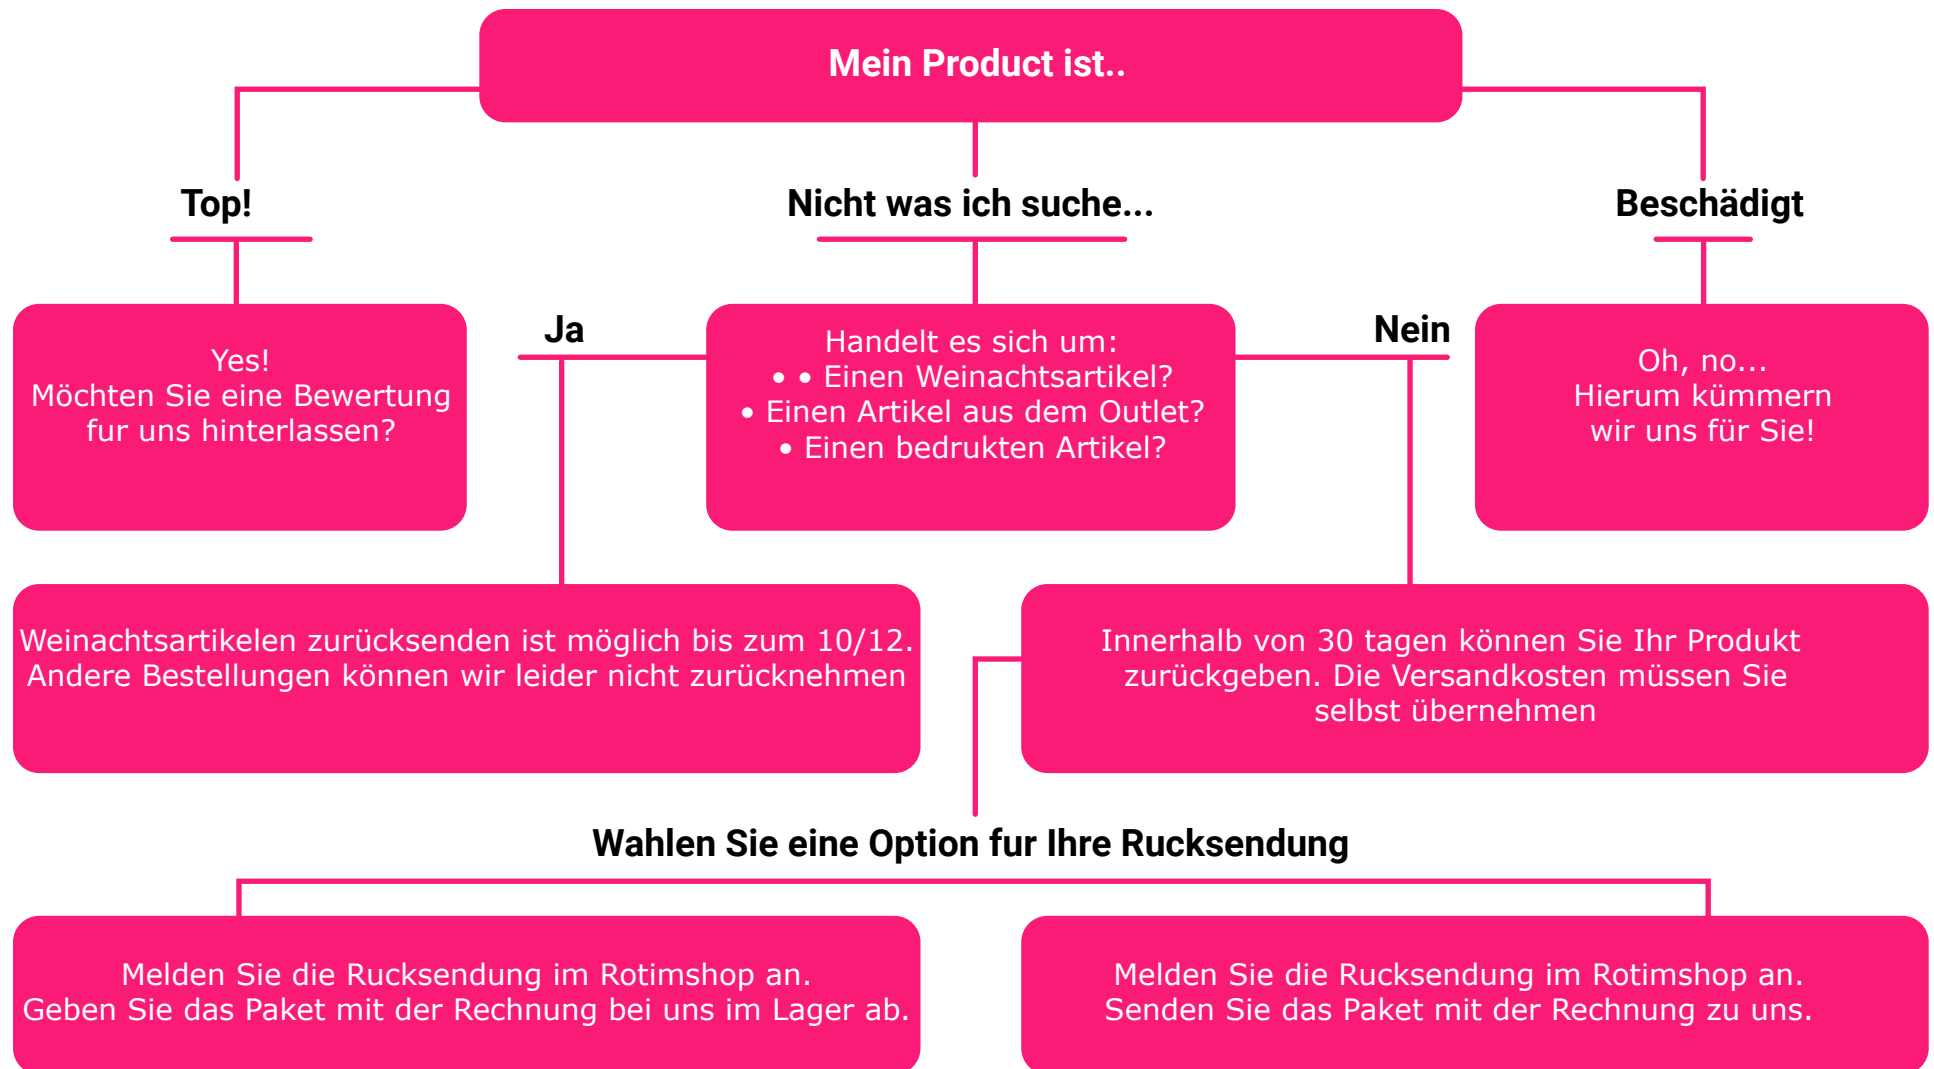 Mein Product ist..
Top!
Nicht was ich suche...
Beschädigt
Yes!
Möchten Sie eine Bewertung
fur uns hinterlassen?
Ja
Handelt es sich um:
• • Einen Weinachtsartikel?
• Einen Artikel aus dem Outlet?
• Einen bedrukten Artikel?
Nein
Oh, no...
Hierum kümmern
wir uns für Sie!
Weinachtsartikelen zurücksenden ist möglich bis zum 10/12.
Andere Bestellungen können wir leider nicht zurücknehmen
Innerhalb von 30 tagen können Sie Ihr Produkt
zurückgeben. Die Versandkosten müssen Sie
selbst übernehmen
Wahlen Sie eine Option fur Ihre Rucksendung
Melden Sie die Rucksendung im Rotimshop an.
Geben Sie das Paket mit der Rechnung bei uns im Lager ab.
Melden Sie die Rucksendung im Rotimshop an.
Senden Sie das Paket mit der Rechnung zu uns.